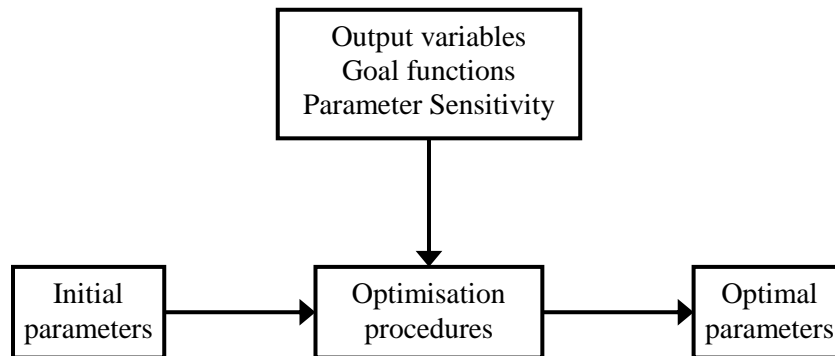 Output variables
Goal functions
Parameter Sensitivity
Initial
parameters
Optimisation
procedures
Optimal
parameters